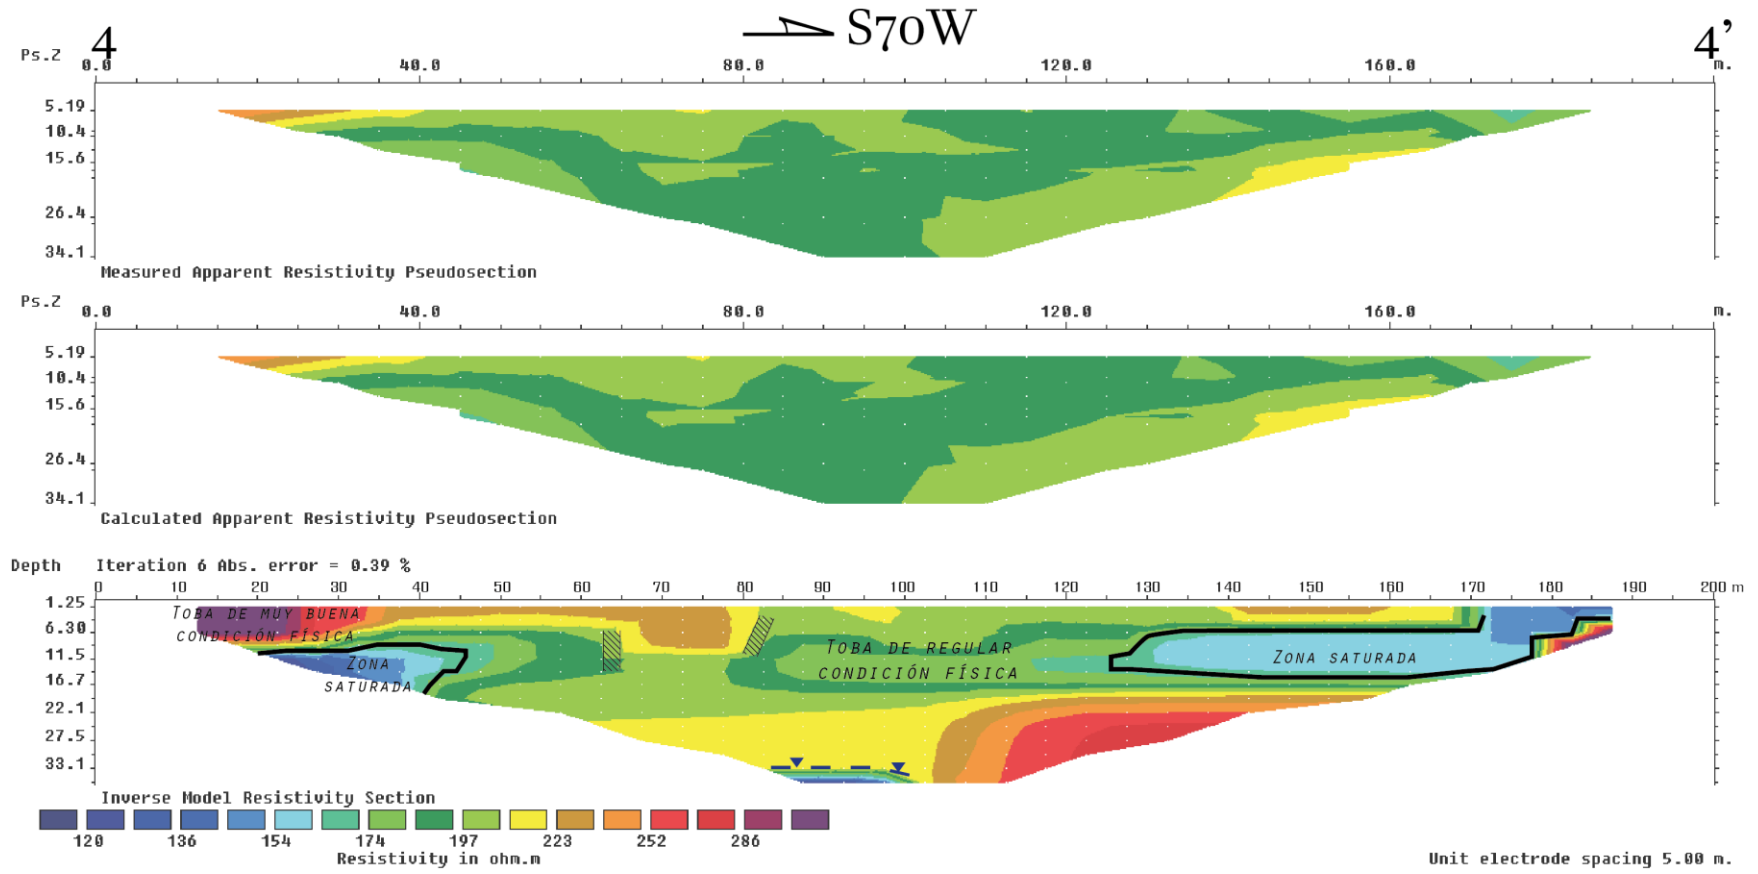 4 S70W 4'
Ps.Z 0.0 40.0 80.0 120.0 160.0 m.
5.19
10.4
15.6
26.4
34.1
Measured Apparent Resistivity Pseudosection
Ps.Z 0.0 40.0 80.0 120.0 160.0 m.
5.19
10.4
15.6
26.4
34.1
Calculated Apparent Resistivity Pseudosection
Depth Iteration 6 Abs. error = 0.39 %
0 10 20 30 40 50 60 70 80 90 100 110 120 130 140 150 160 170 180 190 200 m
1.25
6.30
11.5
16.7
22.1
27.5
33.1
TOBA DE MUY BUENA
CONDICIÓN FÍSICA
ZONA
SATURADA
TOBA DE REGULAR
CONDICIÓN FÍSICA
ZONA SATURADA
Inverse Model Resistivity Section
120 136 154 174 197 223 252 286
Resistivity in ohm.m
Unit electrode spacing 5.00 m.